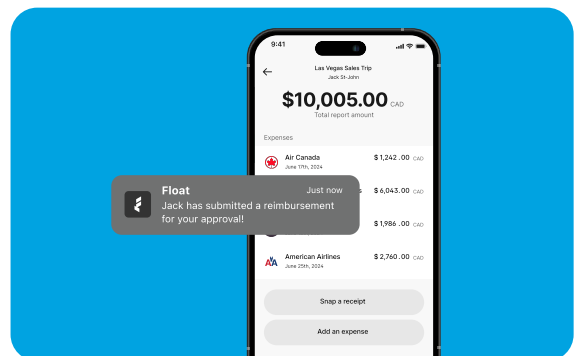 9:41
Las Vegas Sales Trip
Jack St-John
$10,005.00 CAD
Total report amount
Expenses
Air Canada $1,242.00 CAD
June 17th, 2024
Float Just now
Jack has submitted a reimbursement
for your approval!
s $6,043.00 CAD
$1,986.00 CAD
American Airlines $2,760.00 CAD
June 25th, 2024
Snap a receipt
Add an expense